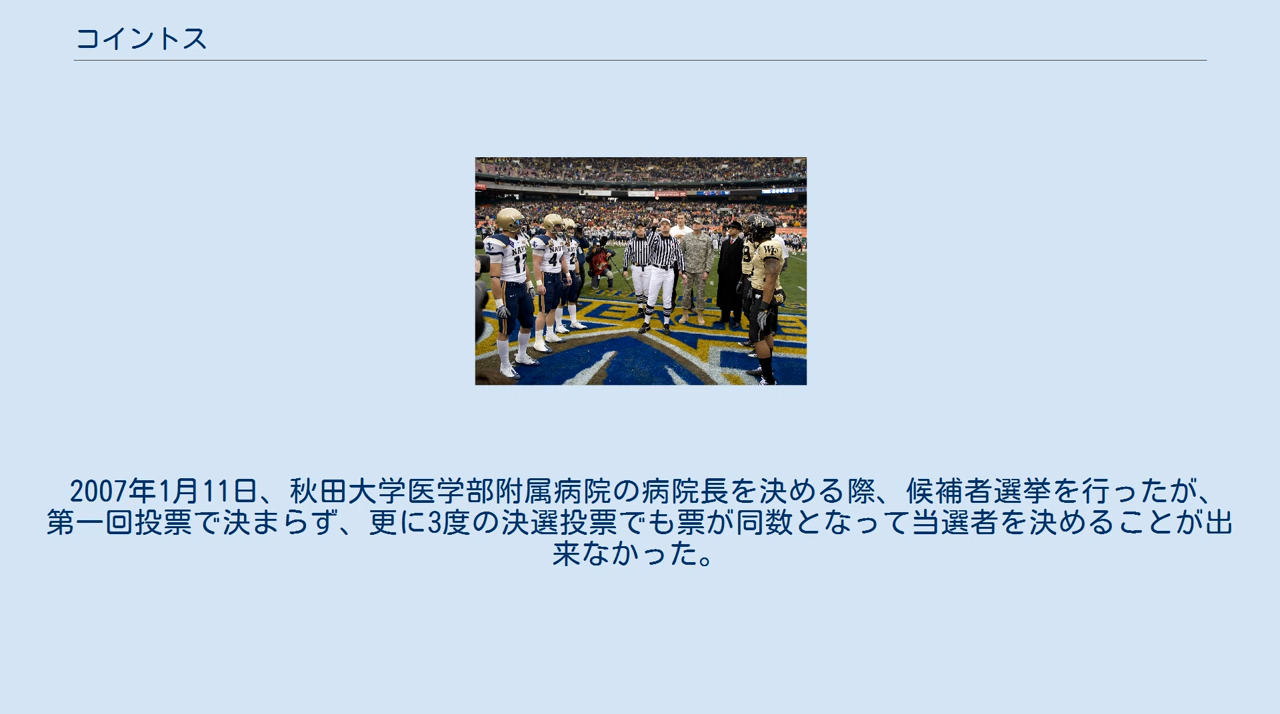 コイントス
NAVY
NAVY
2007年1月11日、秋田大学医学部附属病院の病院長を決める際、候補者選挙を行ったが、
第一回投票で決まらず、更に3度の決選投票でも票が同数となって当選者を決めることが出
来なかった。